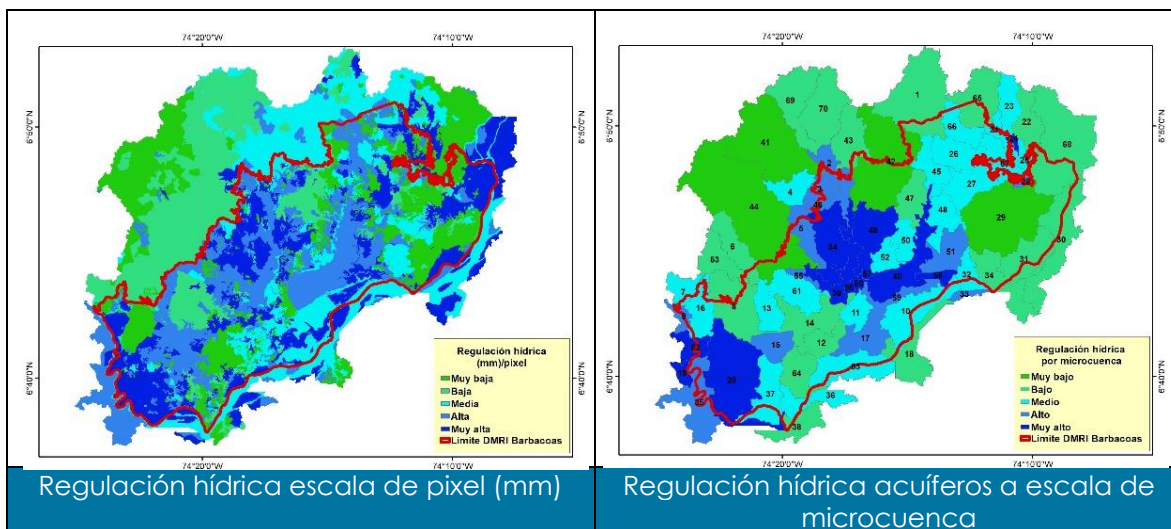 74°20'0"W 74°10'0"W
6°50'0"N
6°40'0"N
Regulación hídrica
(mm)/pixel
Muy baja
Baja
Media
Alta
Muy alta
Limite DMRI Barbacoas
74°20'0"W 74°10'0"W
Regulación hídrica escala de pixel (mm)
74°20'0"W 74°10'0"W
6°50'0"N
6°40'0"N
69
70
1
65
23
22
66
41
43
2
26
68
4
45
27
44
47
48
29
5
6
50
51
30
53
52
31
55
32
34
7
61
33
16
13
11
10
14
12
17
18
15
64
37
36
38
Regulación hídrica
por microcuenca
Muy bajo
Bajo
Medio
Alto
Muy alto
Limite DMRI Barbacoas
74°20'0"W 74°10'0"W
Regulación hídrica acuíferos a escala de
microcuenca